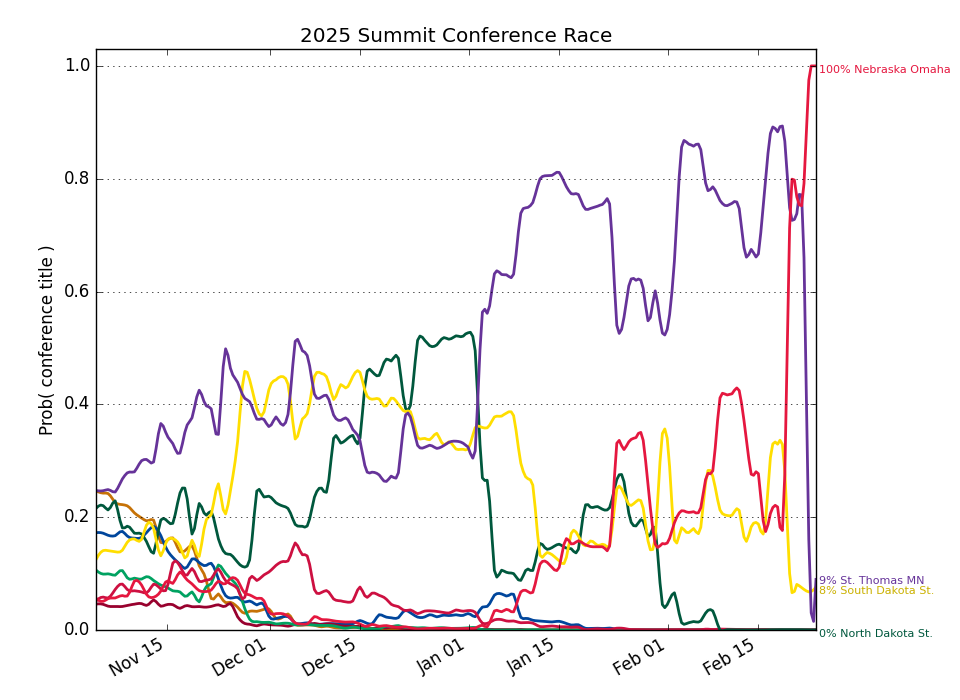 2025 Summit Conference Race
Prob( conference title )
1.0
0.8
0.6
0.4
0.2
0.0
Nov 15
Dec 01
Dec 15
Jan 01
Jan 15
Feb 01
Feb 15
100% Nebraska Omaha
9% St. Thomas MN
8% South Dakota St.
0% North Dakota St.